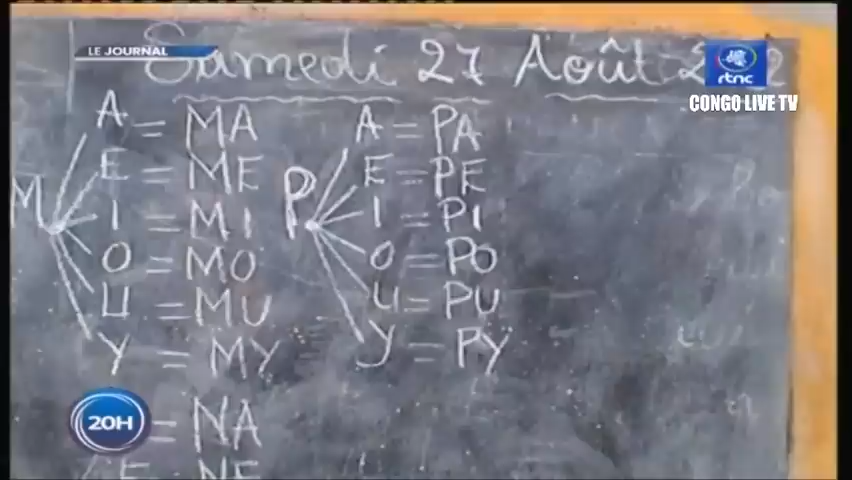 LE JOURNAL
Samedi 27 Août
rtnc
CONGO LIVE TV
A = MA
E = ME
M I = MI
O = MO
U = MU
Y = MY
A = PA
E = PE
P I = PI
O = PO
U = PU
Y = PY
20H = NA
E NE